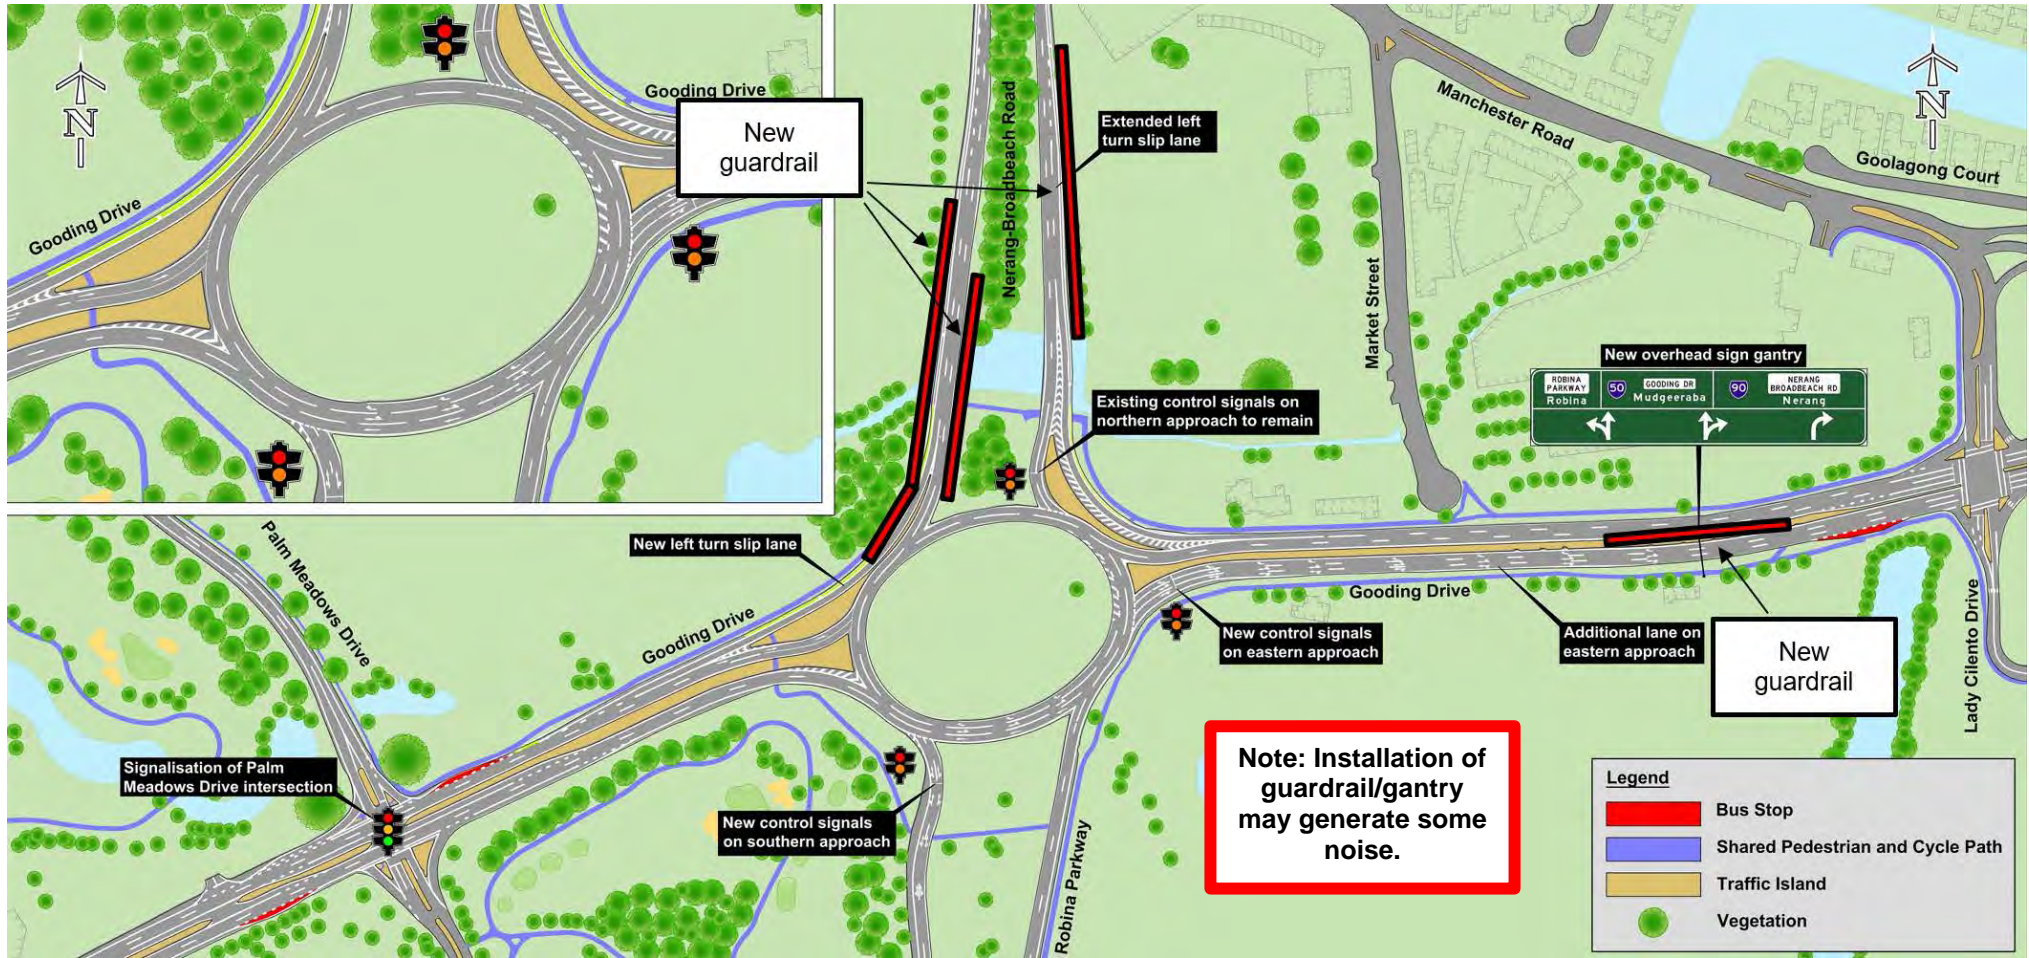 N
Gooding Drive
Gooding Drive
New
guardrail
Nerang-Broadbeach Road
Extended left
turn slip lane
Manchester Road
Goolagong Court
N
Market Street
New overhead sign gantry
ROBINA
PARKWAY
Robina
50
GOODING DR
Mudgeeraba
90
NERANG
BROADBEACH RD
Nerang
Existing control signals on
northern approach to remain
Palm Meadows Drive
New left turn slip lane
Gooding Drive
Gooding Drive
New control signals
on eastern approach
Additional lane on
eastern approach
New
guardrail
Lady Cilento Drive
Signalisation of Palm
Meadows Drive intersection
New control signals
on southern approach
Robina Parkway
Note: Installation of
guardrail/gantry
may generate some
noise.
Legend
Bus Stop
Shared Pedestrian and Cycle Path
Traffic Island
Vegetation